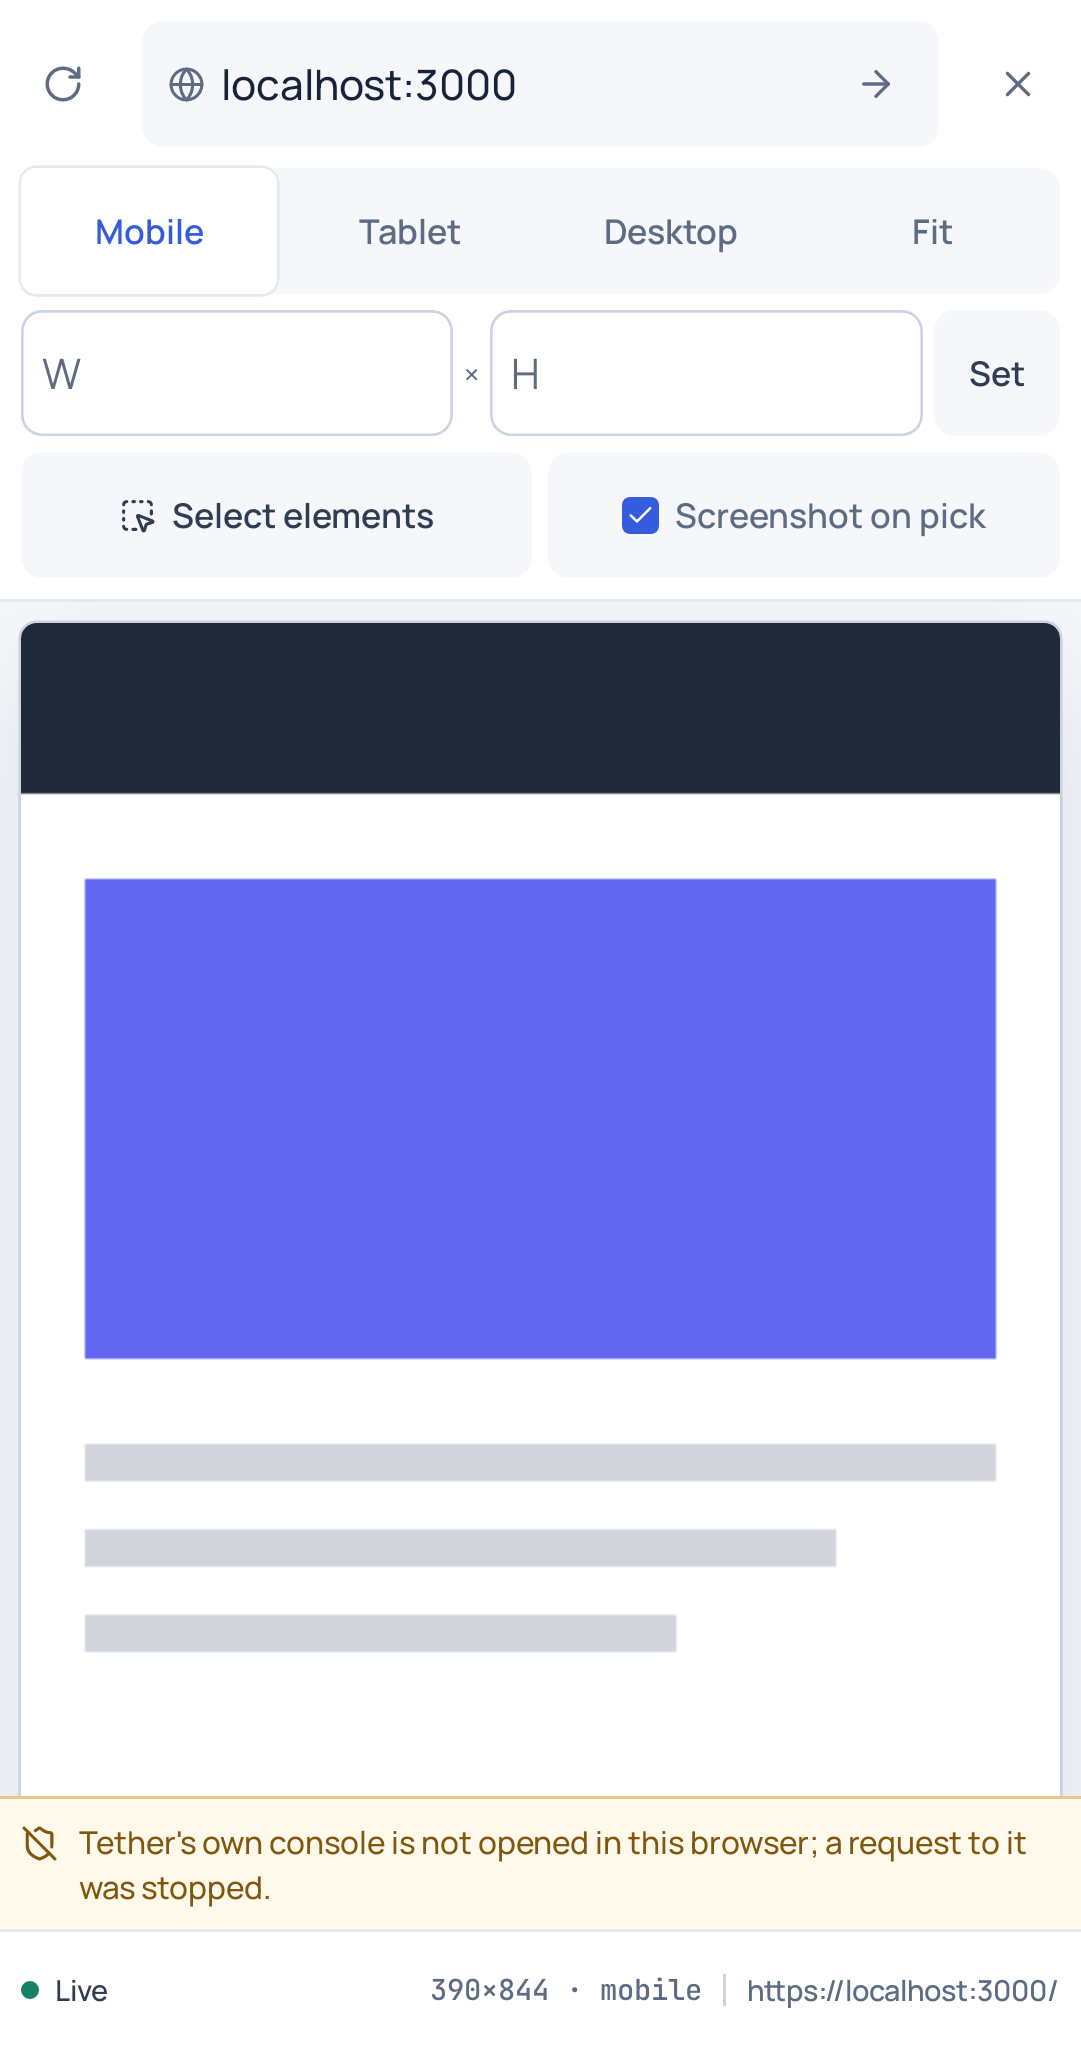 localhost:3000
Mobile Tablet Desktop Fit
W × H Set
Select elements Screenshot on pick
Tether's own console is not opened in this browser; a request to it
was stopped.
Live 390×844 · mobile https://localhost:3000/